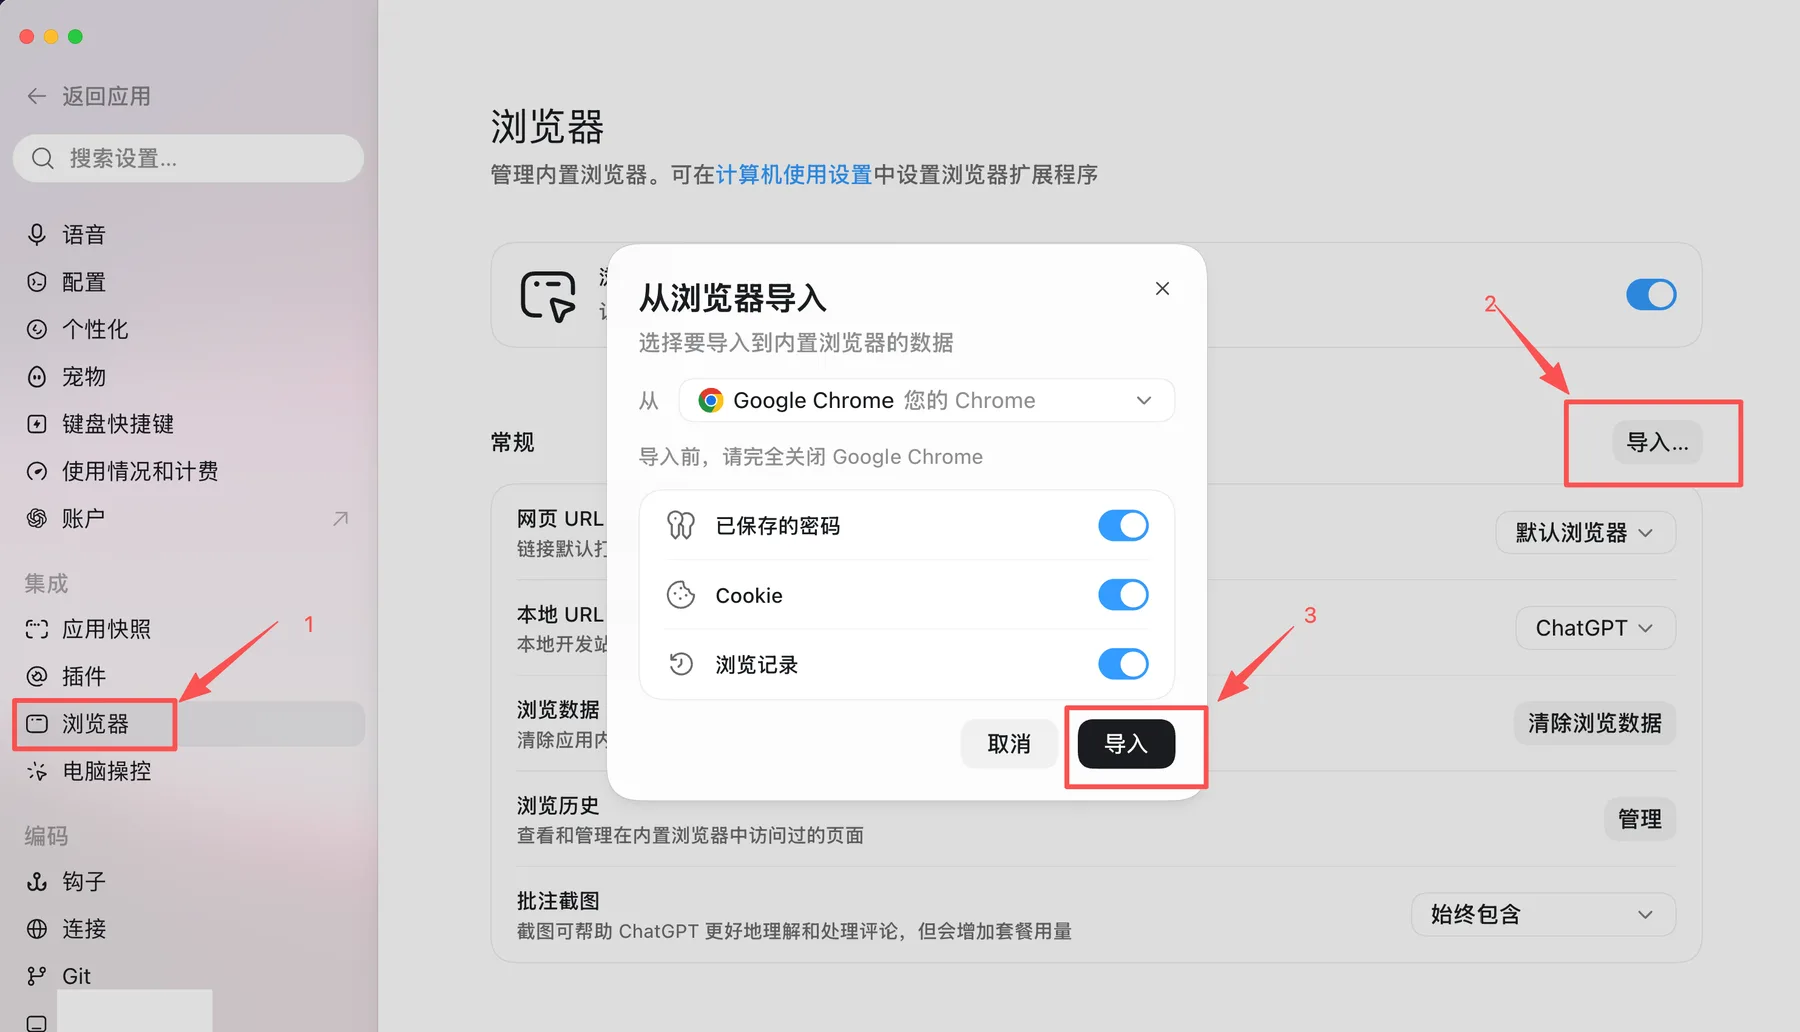 返回应用
搜索设置...
语音
配置
个性化
宠物
键盘快捷键
使用情况和计费
账户
集成
应用快照
插件
浏览器
电脑操控
编码
钩子
连接
Git
1
浏览器
管理内置浏览器。可在计算机使用设置中设置浏览器扩展程序
2
常规
导入...
网页 URL
链接默认打
默认浏览器
本地 URL
本地开发站
ChatGPT
浏览数据
清除应用内
清除浏览数据
浏览历史
查看和管理在内置浏览器中访问过的页面
管理
批注截图
截图可帮助 ChatGPT 更好地理解和处理评论，但会增加套餐用量
始终包含
从浏览器导入
选择要导入到内置浏览器的数据
从 Google Chrome 您的 Chrome
导入前，请完全关闭 Google Chrome
已保存的密码
Cookie
浏览记录
3
取消 导入